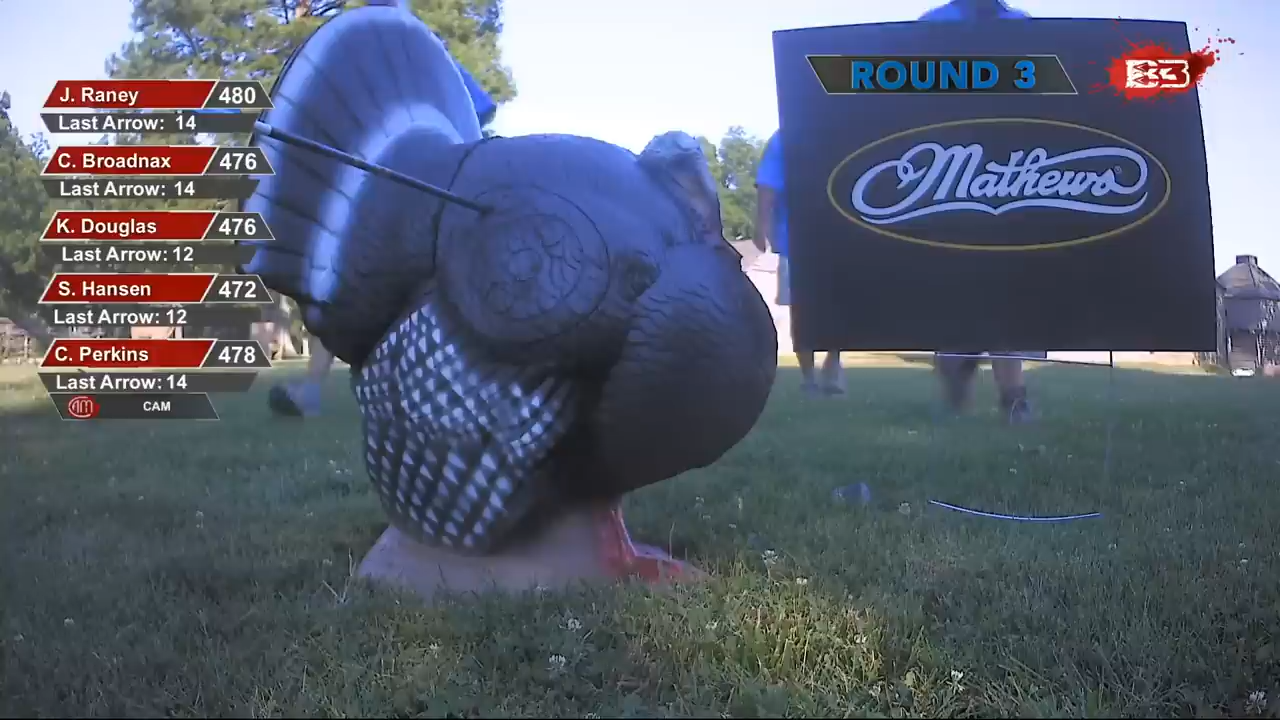 J. Raney 480
Last Arrow: 14
C. Broadnax 476
Last Arrow: 14
K. Douglas 476
Last Arrow: 12
S. Hansen 472
Last Arrow: 12
C. Perkins 478
Last Arrow: 14
AM CAM
ROUND 3
B3
Mathews